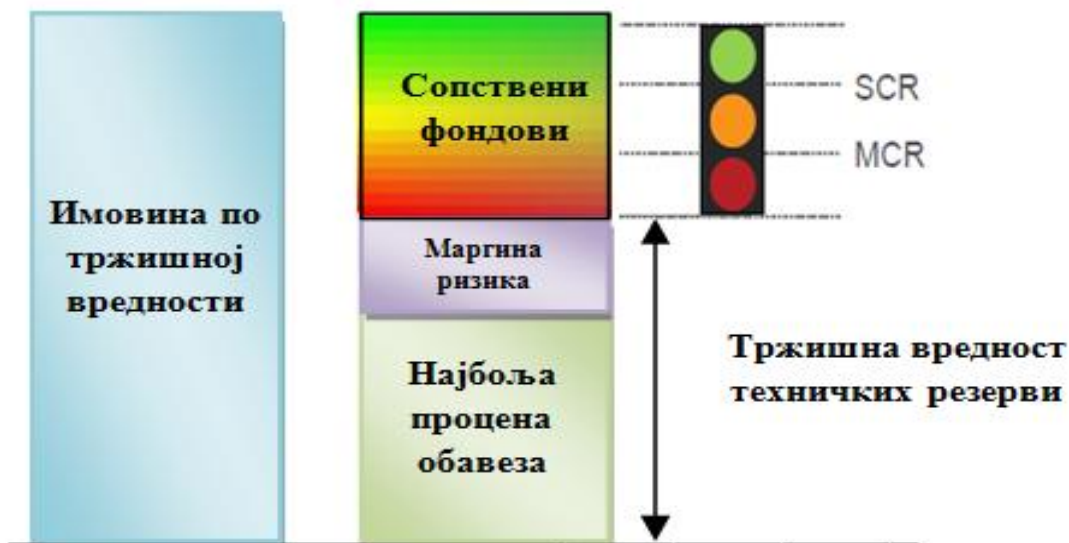 Имовина по
тржишној
вредности
Сопствени
фондови
Маргина
ризика
Најбоља
процена
обавеза
SCR
MCR
Тржишна вредност
техничких резерви